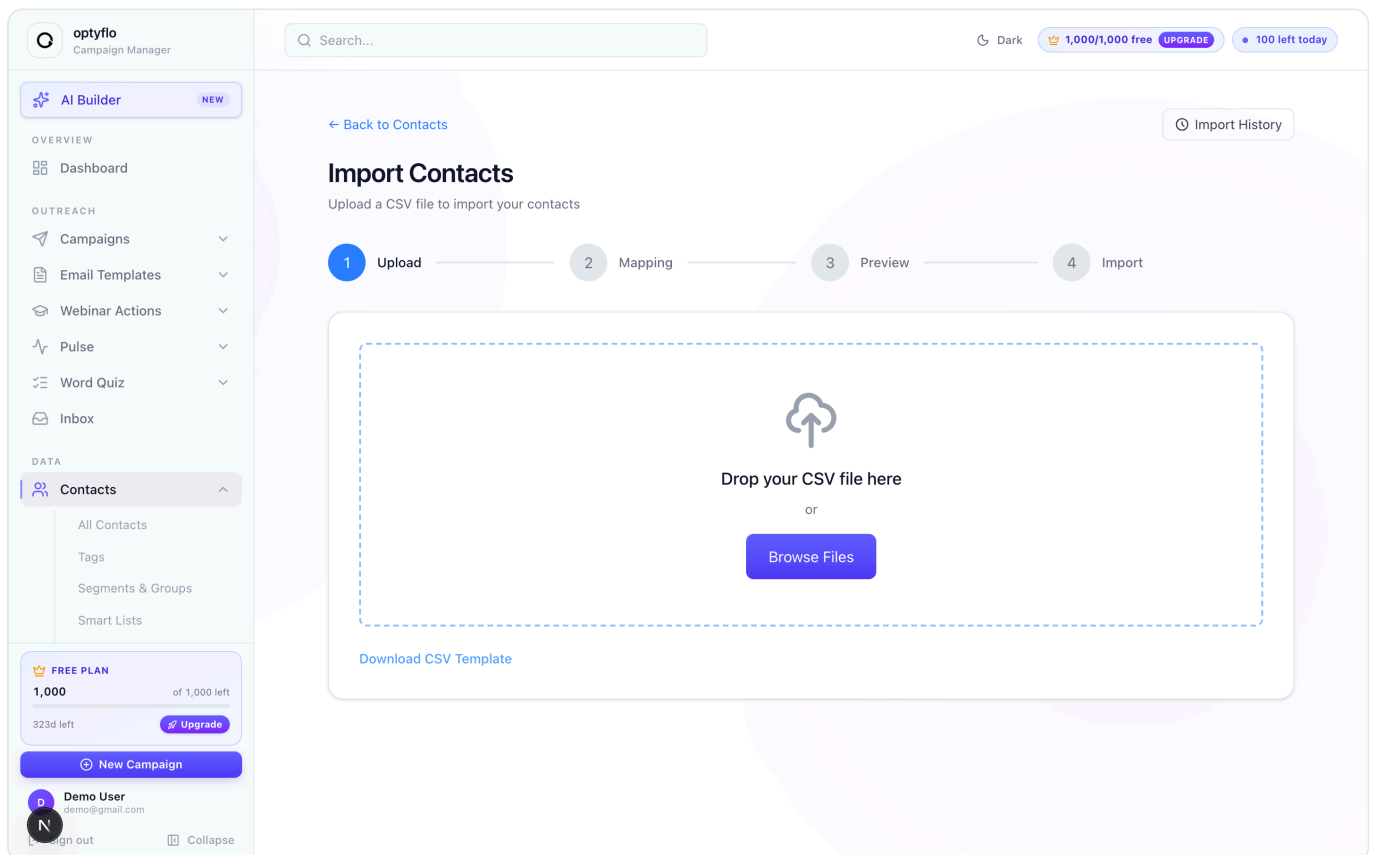 optyflo
Campaign Manager
AI Builder NEW
OVERVIEW
Dashboard
OUTREACH
Campaigns
Email Templates
Webinar Actions
Pulse
Word Quiz
Inbox
DATA
Contacts
All Contacts
Tags
Segments & Groups
Smart Lists
FREE PLAN
1,000 of 1,000 left
323d left Upgrade
New Campaign
D
Demo User
demo@gmail.com
N
Collapse
Search...
Dark
1,000/1,000 free UPGRADE
100 left today
← Back to Contacts
Import History
Import Contacts
Upload a CSV file to import your contacts
1 Upload 2 Mapping 3 Preview 4 Import
Drop your CSV file here
or
Browse Files
Download CSV Template